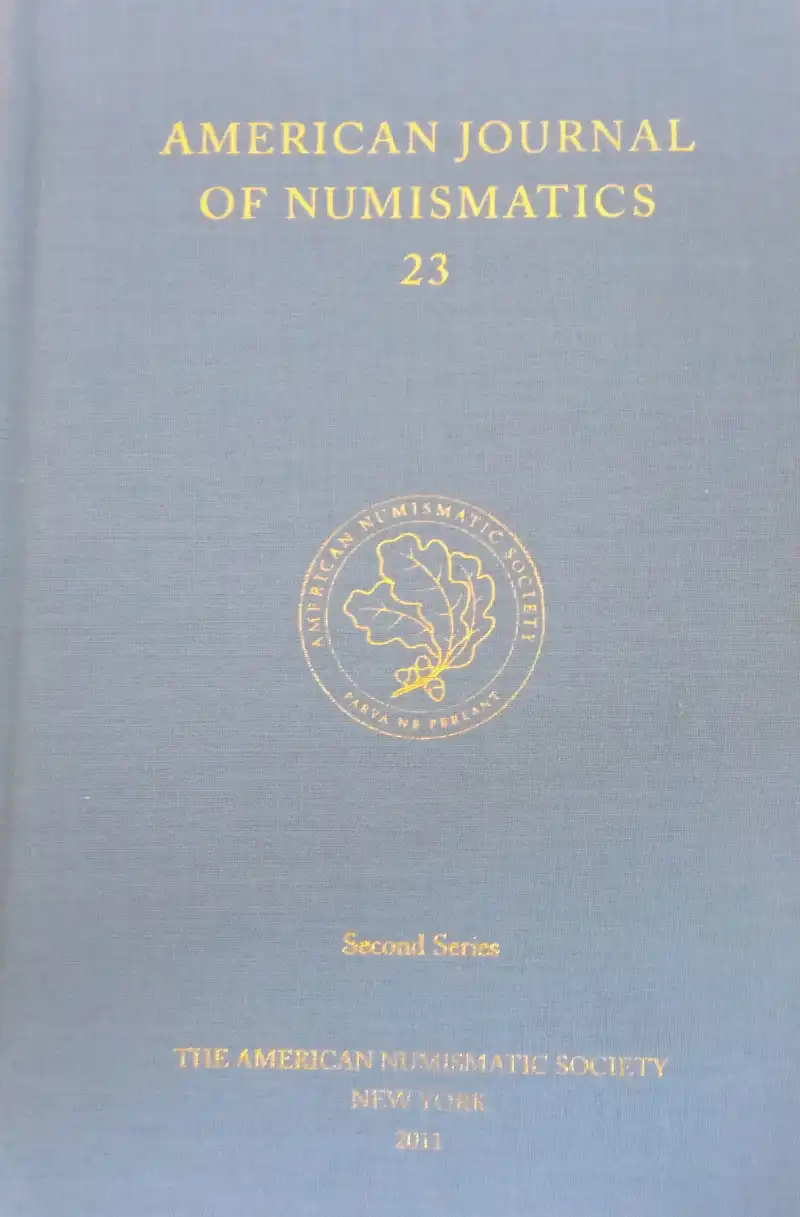 AMERICAN JOURNAL
OF NUMISMATICS
23
AMERICAN NUMISMATIC SOCIETY
PARVA NE PEREANT
Second Series
THE AMERICAN NUMISMATIC SOCIETY
NEW YORK
2011